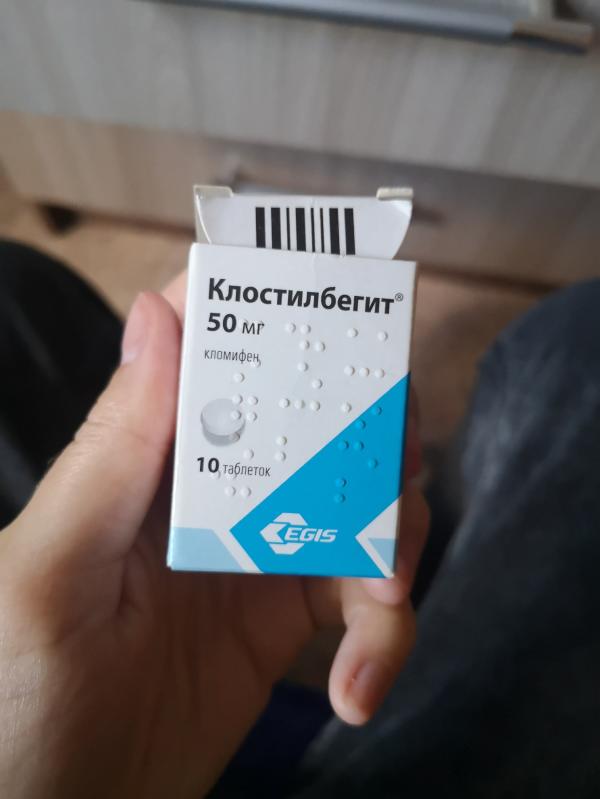 Клостилбегит®
50 мг
кломифен
10 таблеток
EGIS